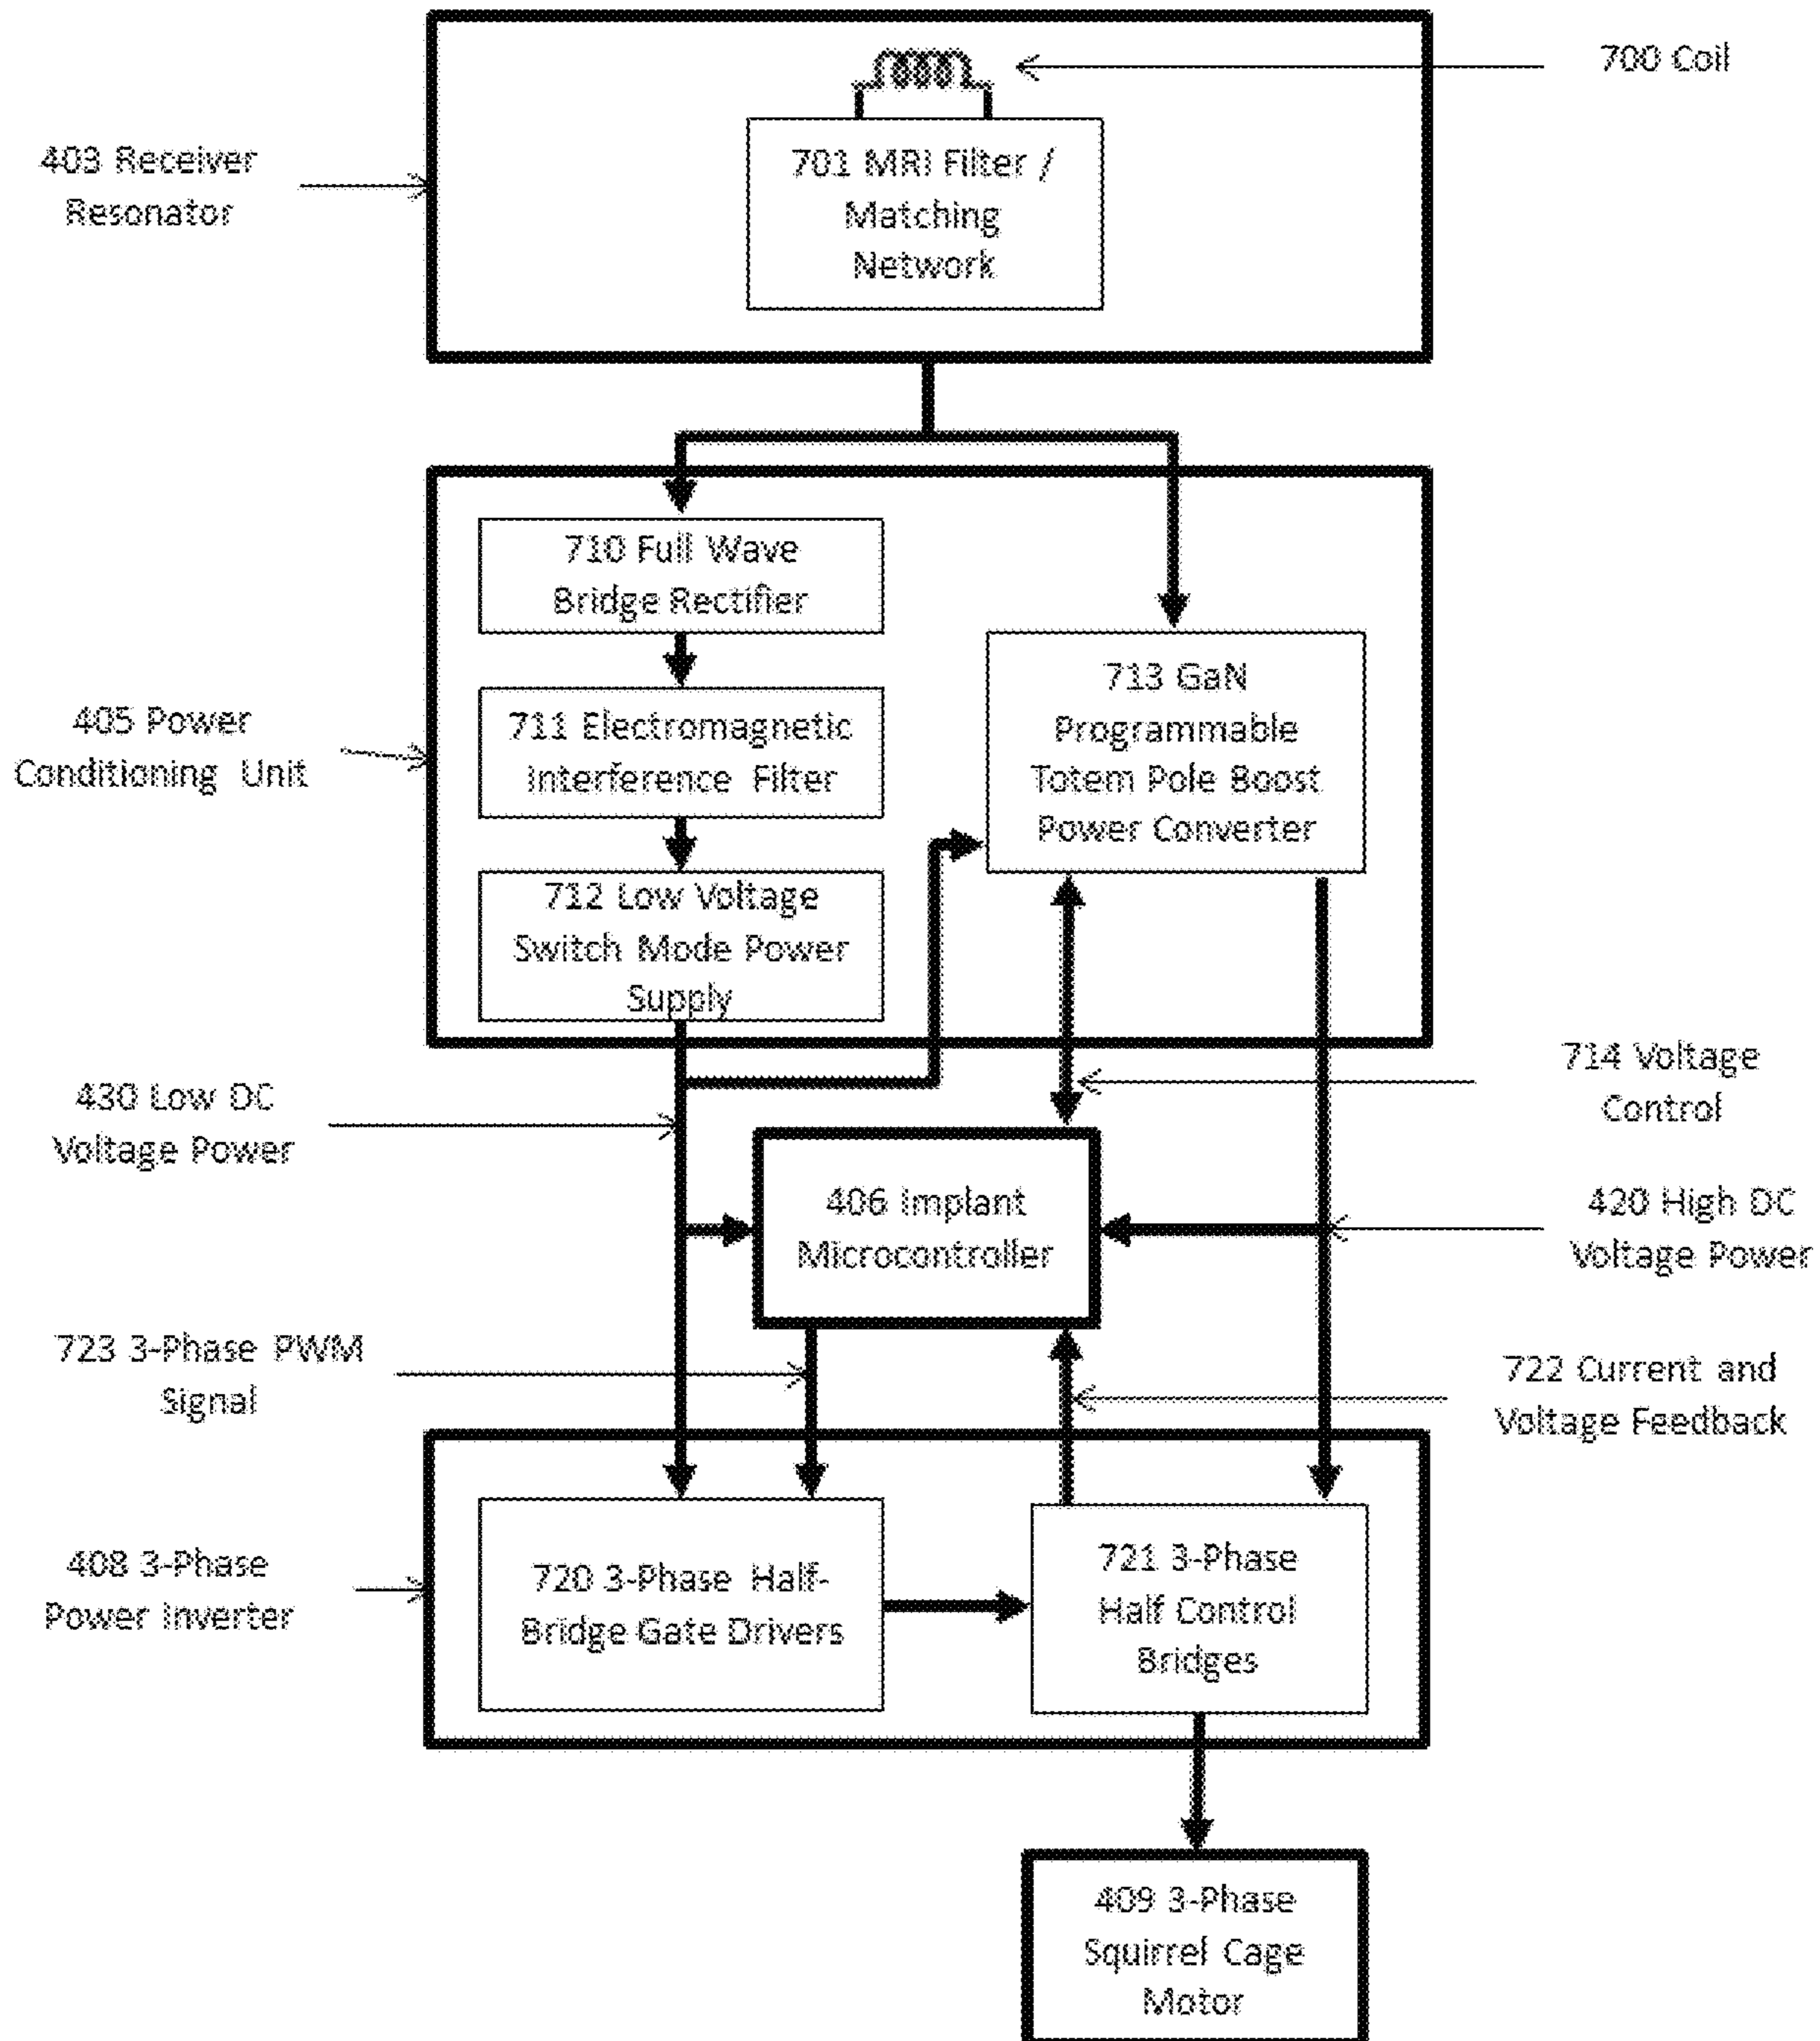 700 Coil
403 Receiver
Resonator
701 MRI Filter /
Matching
Network
710 Full Wave
Bridge Rectifier
405 Power
Conditioning Unit
711 Electromagnetic
Interference Filter
713 GaN
Programmable
Totem Pole Boost
Power Converter
712 Low Voltage
Switch Mode Power
Supply
430 Low DC
Voltage Power
714 Voltage
Control
406 Implant
Microcontroller
420 High DC
Voltage Power
723 3-Phase PWM
Signal
722 Current and
Voltage Feedback
408 3-Phase
Power Inverter
720 3-Phase Half-
Bridge Gate Drivers
721 3-Phase
Half Control
Bridges
409 3-Phase
Squirrel Cage
Motor